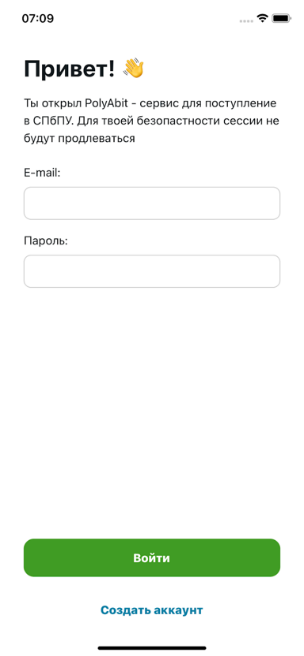 07:09
Привет! 👋
Ты открыл PolyAbit - сервис для поступление
в СПбПУ. Для твоей безопастности сессии не
будут продлеваться
E-mail:
Пароль:
Войти
Создать аккаунт